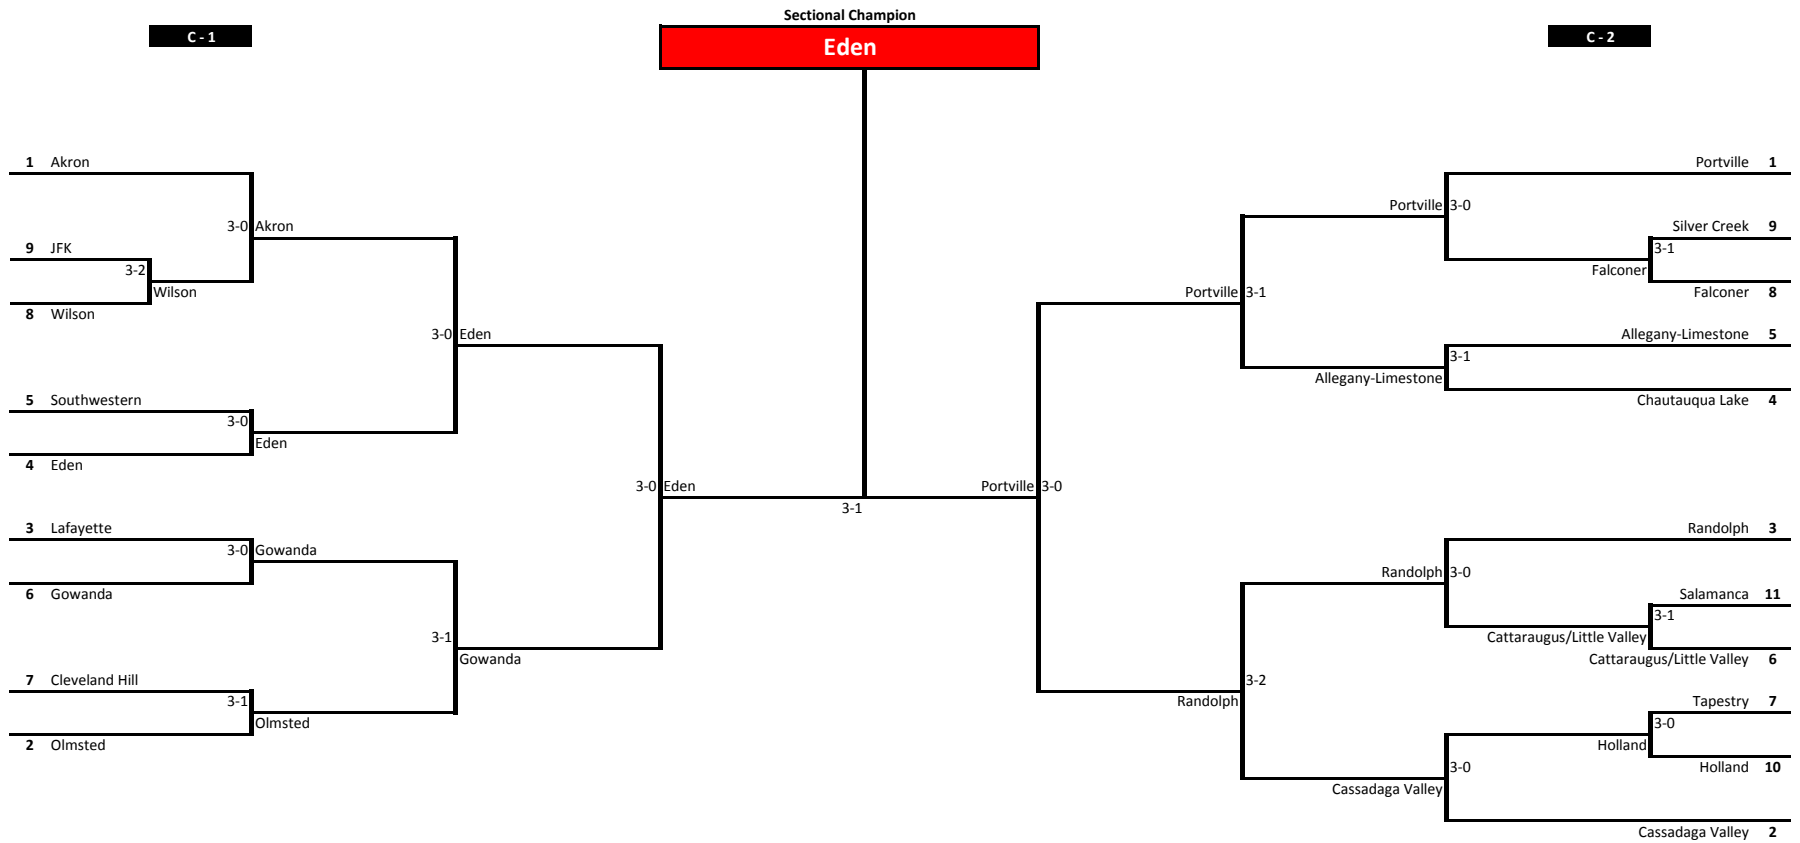 Sectional Champion
C - 1
Eden
C - 2
1 Akron
3-0 Akron
9 JFK
3-2
Wilson
8 Wilson
3-0 Eden
5 Southwestern
3-0
Eden
4 Eden
3-0 Eden
3 Lafayette
3-0 Gowanda
6 Gowanda
3-1
Gowanda
7 Cleveland Hill
3-1
Olmsted
2 Olmsted
3-1
Portville 1
Portville 3-0
Silver Creek 9
3-1
Falconer
Falconer 8
Portville 3-1
Allegany-Limestone 5
3-1
Allegany-Limestone
Chautauqua Lake 4
Portville 3-0
Randolph 3
Randolph 3-0
Salamanca 11
3-1
Cattaraugus/Little Valley
Cattaraugus/Little Valley 6
3-2
Randolph
Tapestry 7
3-0
Holland
Holland 10
3-0
Cassadaga Valley
Cassadaga Valley 2